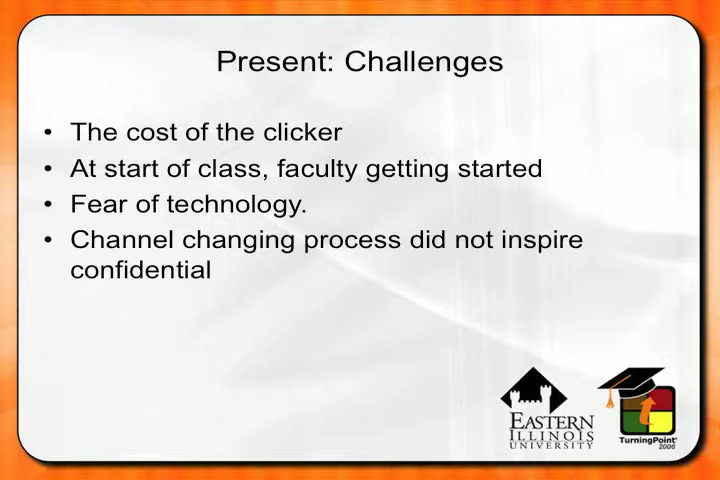 Present: Challenges
• The cost of the clicker
• At start of class, faculty getting started
• Fear of technology.
• Channel changing process did not inspire
confidential
EASTERN
ILLINOIS
UNIVERSITY
TurningPoint®
2006